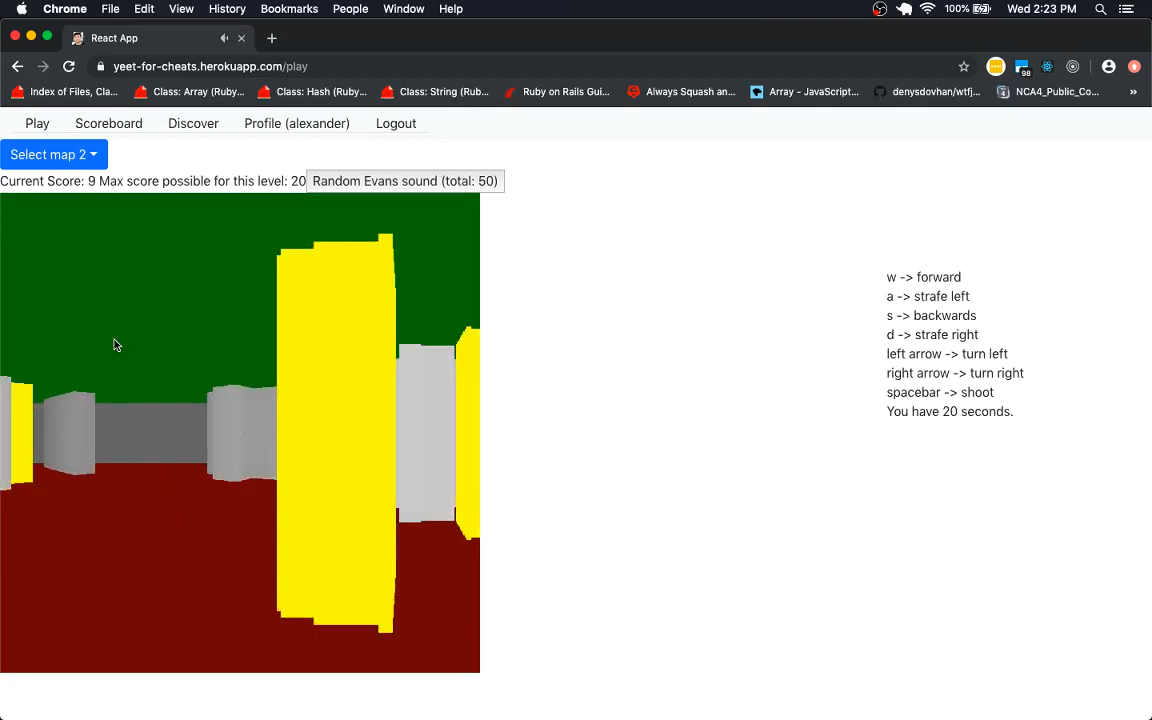 Chrome File Edit View History Bookmarks People Window Help 100% Wed 2:23 PM
React App
yeet-for-cheats.herokuapp.com/play
98
Index of Files, Cla... Class: Array (Ruby... Class: Hash (Ruby... Class: String (Rub... Ruby on Rails Gui... Always Squash an... Array - JavaScript... denysdovhan/wtfj... NCA4_Public_Co... »
Play Scoreboard Discover Profile (alexander) Logout
Select map 2
Current Score: 9 Max score possible for this level: 20 Random Evans sound (total: 50)
w -> forward
a -> strafe left
s -> backwards
d -> strafe right
left arrow -> turn left
right arrow -> turn right
spacebar -> shoot
You have 20 seconds.